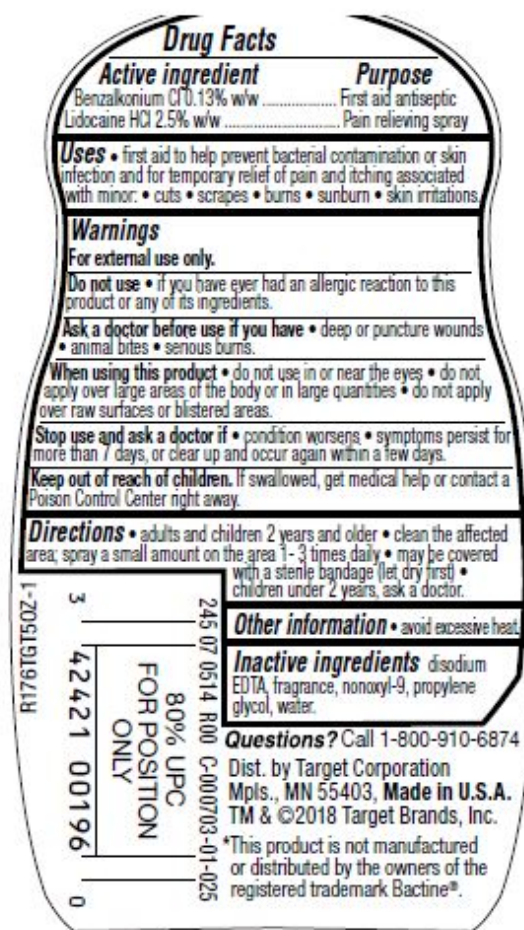 Drug Facts
Active ingredient Purpose
Benzalkonium Cl 0.13% w/w .................... First aid antiseptic
Lidocaine HCl 2.5% w/w .............................. Pain relieving spray
Uses • first aid to help prevent bacterial contamination or skin
infection and for temporary relief of pain and itching associated
with minor: • cuts • scrapes • burns • sunburn • skin irritations.
Warnings
For external use only.
Do not use • if you have ever had an allergic reaction to this
product or any of its ingredients.
Ask a doctor before use if you have • deep or puncture wounds
• animal bites • serious burns.
When using this product • do not use in or near the eyes • do not
apply over large areas of the body or in large quantities • do not apply
over raw surfaces or blistered areas.
Stop use and ask a doctor if • condition worsens • symptoms persist for
more than 7 days, or clear up and occur again within a few days.
Keep out of reach of children. If swallowed, get medical help or contact a
Poison Control Center right away.
Directions • adults and children 2 years and older • clean the affected
area; spray a small amount on the area 1- 3 times daily • may be covered
with a sterile bandage (let dry first) •
children under 2 years, ask a doctor.
Other information • avoid excessive heat.
Inactive ingredients disodium
EDTA, fragrance, nonoxyl-9, propylene
glycol, water.
Questions? Call 1-800-910-6874
Dist. by Target Corporation
Mpls., MN 55403, Made in U.S.A.
TM & ©2018 Target Brands, Inc.
*This product is not manufactured
or distributed by the owners of the
registered trademark Bactine®.
R176TGT5OZ-1
3 42421 00196 0
80% UPC
FOR POSITION
ONLY
245 07 0514 R00 C-000703-01-025